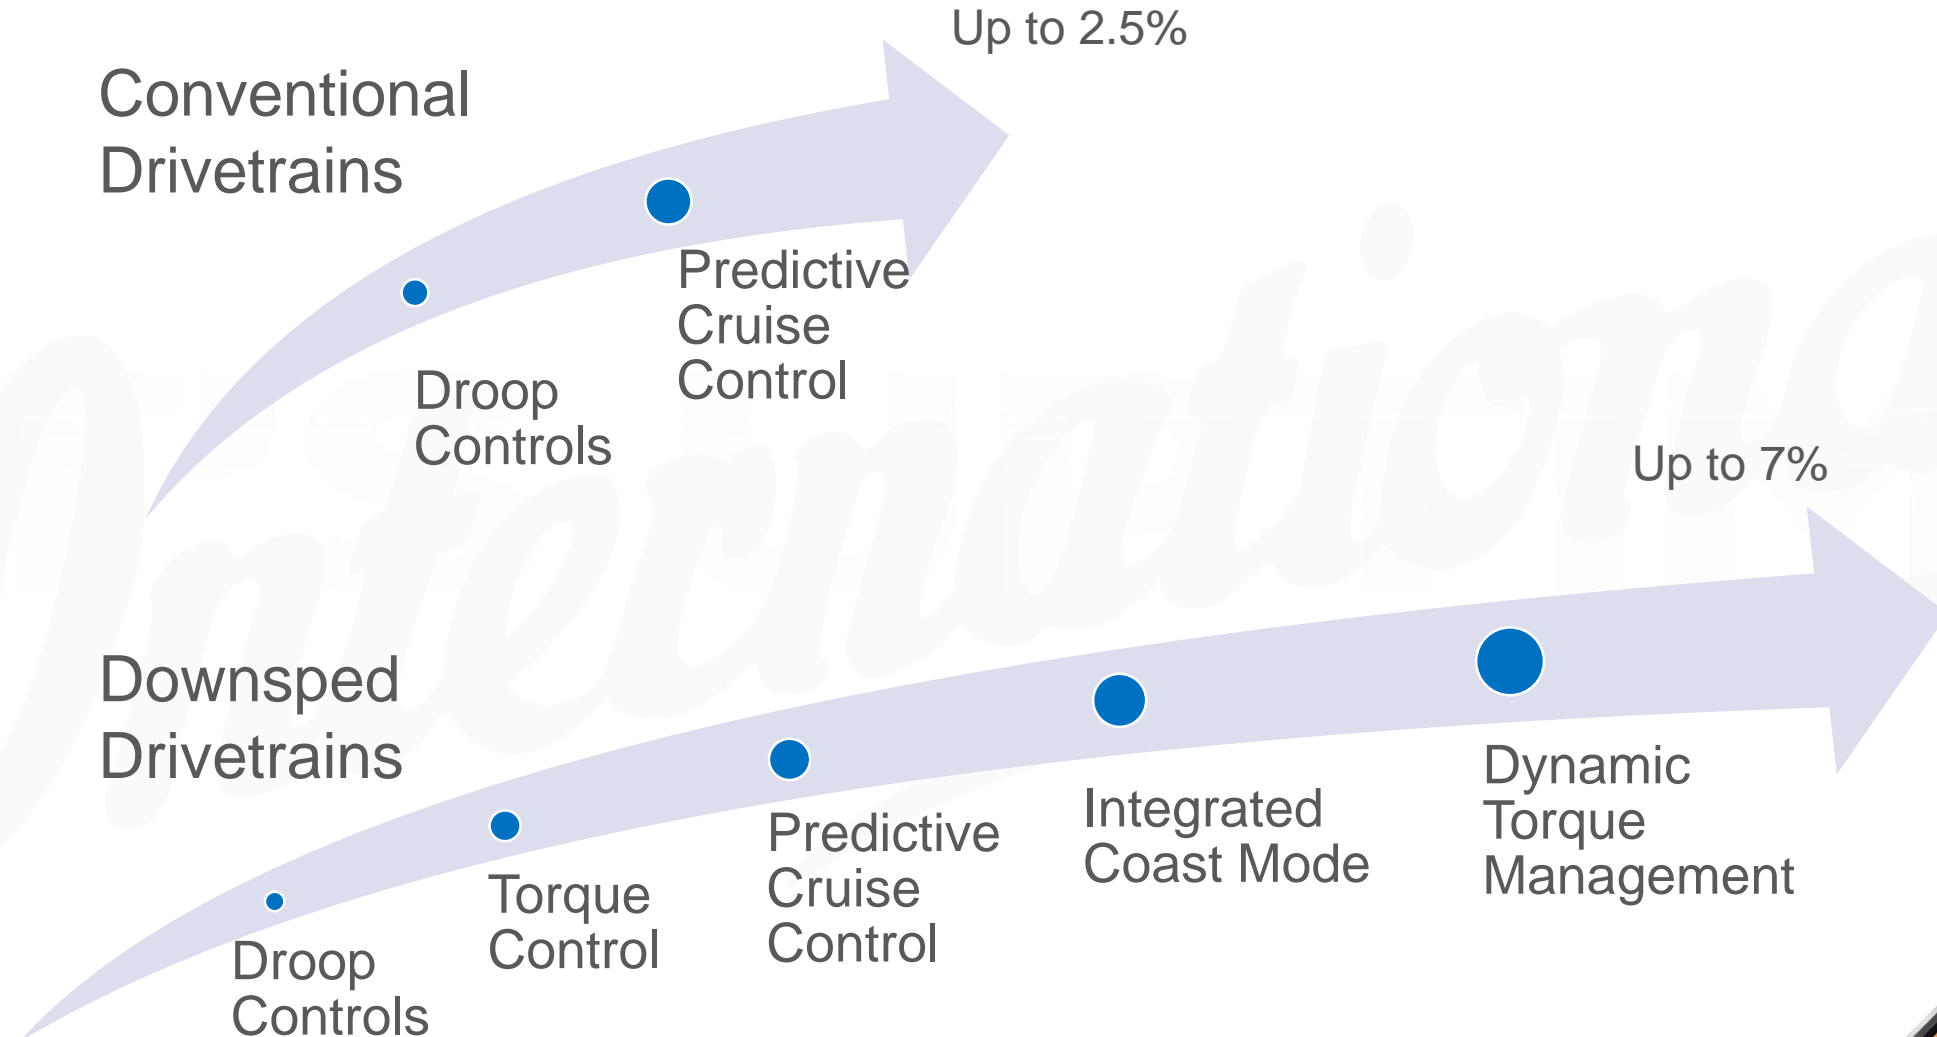 Up to 2.5%
Conventional
Drivetrains
Predictive
Cruise
Control
Droop
Controls
Up to 7%
Downsped
Drivetrains
Dynamic
Torque
Management
Integrated
Coast Mode
Predictive
Cruise
Control
Torque
Control
Droop
Controls
International